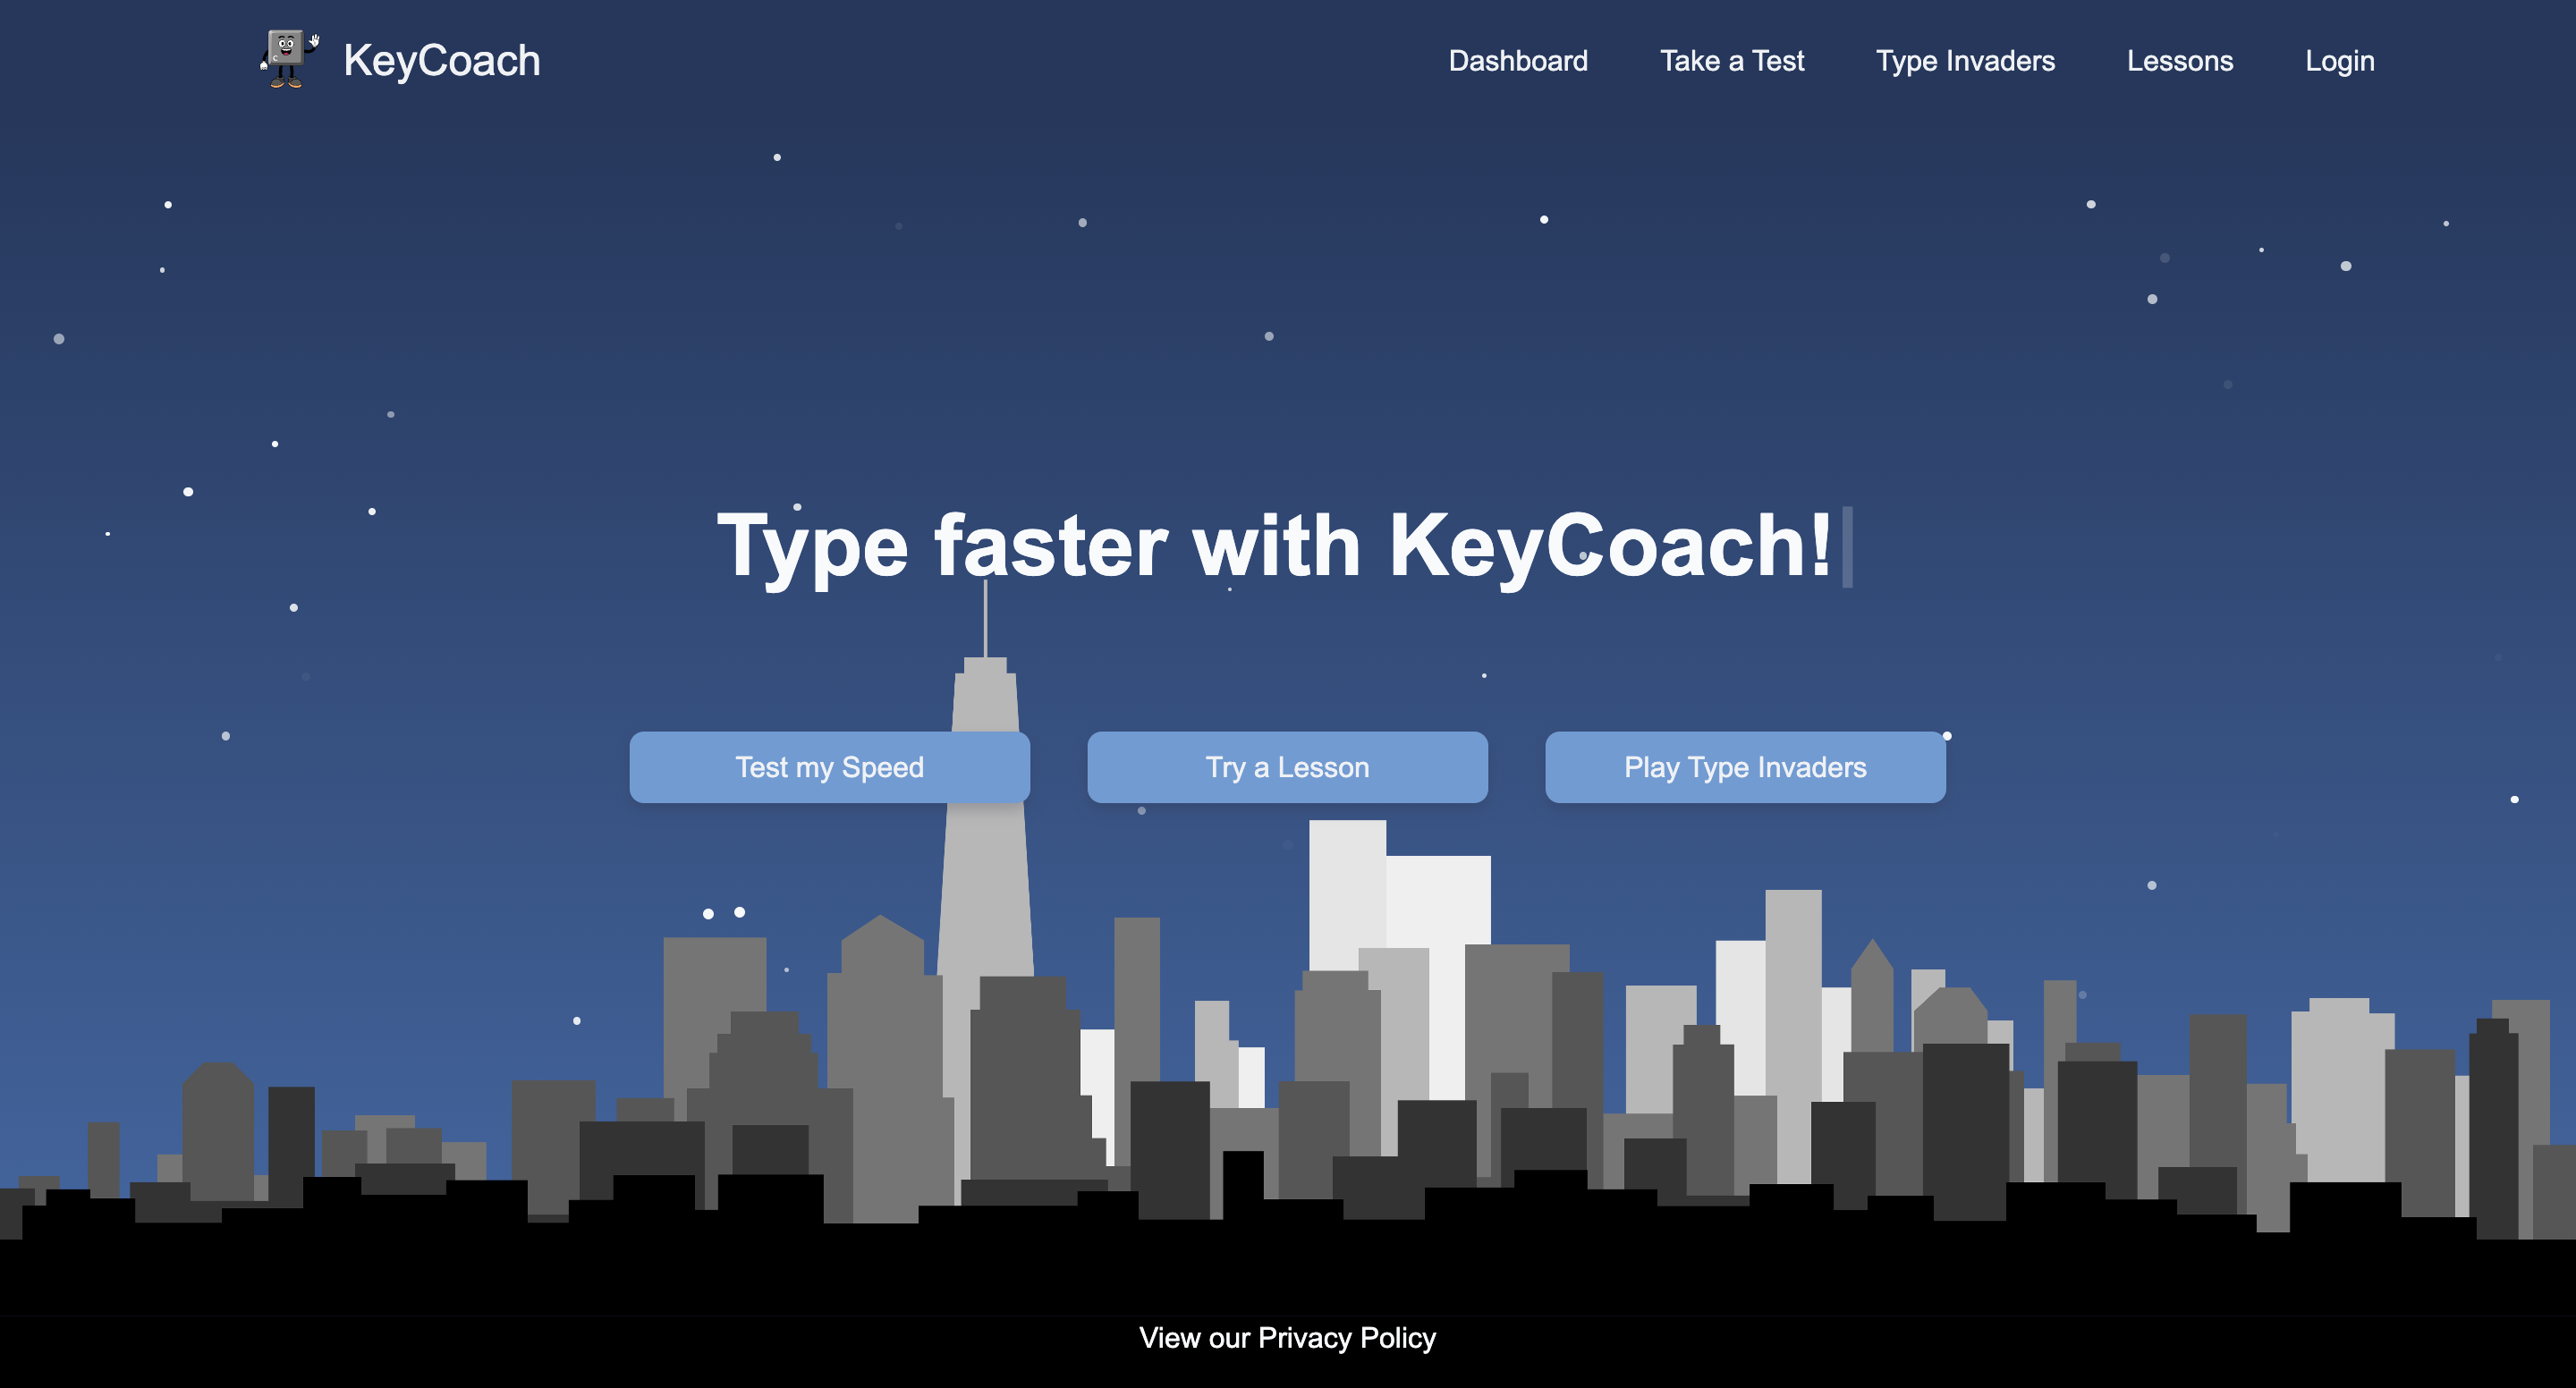 KeyCoach
Dashboard Take a Test Type Invaders Lessons Login
Type faster with KeyCoach!
Test my Speed Try a Lesson Play Type Invaders
View our Privacy Policy